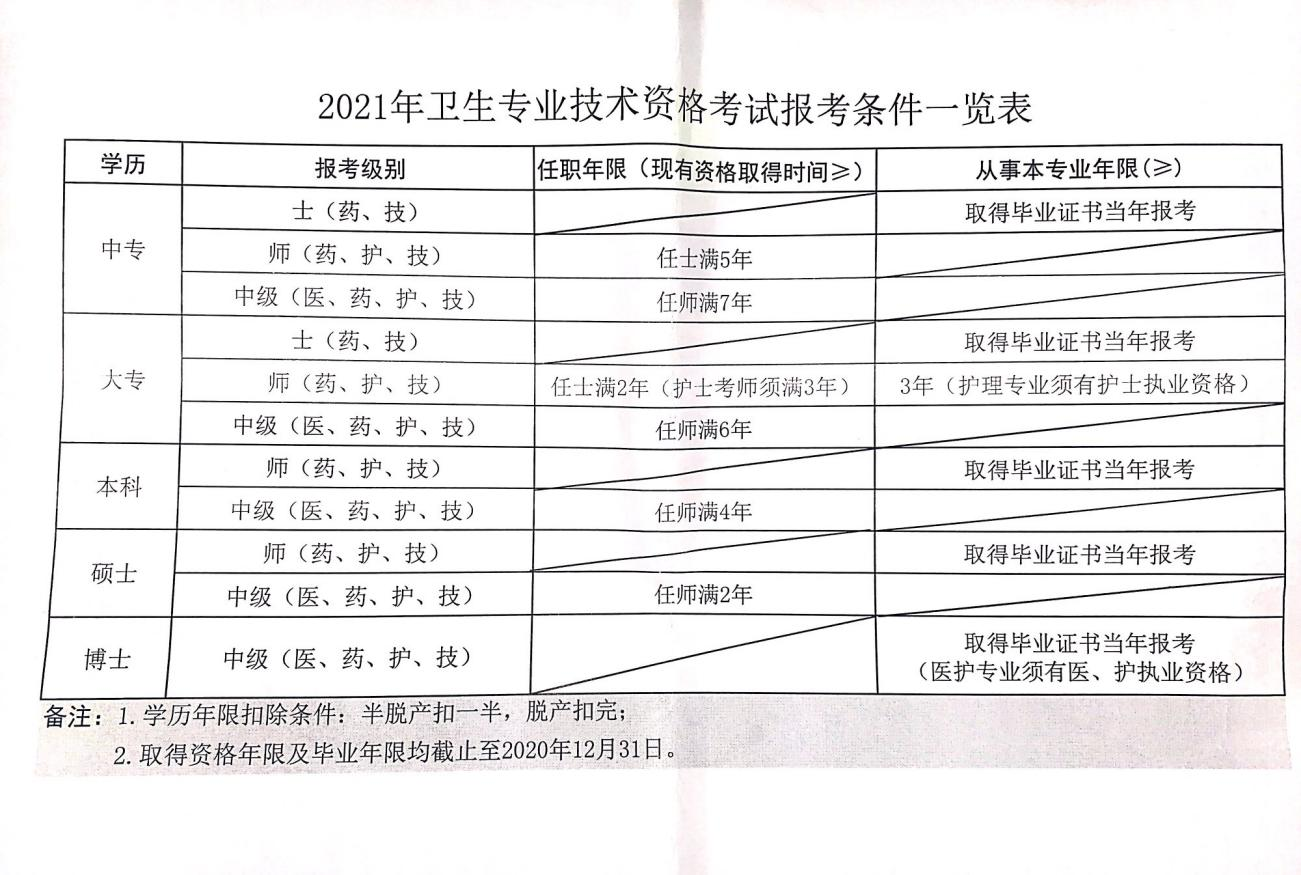 2021年卫生专业技术资格考试报考条件一览表
学历 报考级别 任职年限（现有资格取得时间≥） 从事本专业年限(≥)
中专
士（药、技） 取得毕业证书当年报考
师（药、护、技） 任士满5年
中级（医、药、护、技） 任师满7年
大专
士（药、技） 取得毕业证书当年报考
师（药、护、技） 任士满2年（护士考师须满3年） 3年（护理专业须有护士执业资格）
中级（医、药、护、技） 任师满6年
本科
师（药、护、技） 取得毕业证书当年报考
中级（医、药、护、技） 任师满4年
硕士
师（药、护、技） 取得毕业证书当年报考
中级（医、药、护、技） 任师满2年
博士 中级（医、药、护、技） 取得毕业证书当年报考
（医护专业须有医、护执业资格）
备注：1.学历年限扣除条件：半脱产扣一半，脱产扣完；
2.取得资格年限及毕业年限均截止至2020年12月31日。